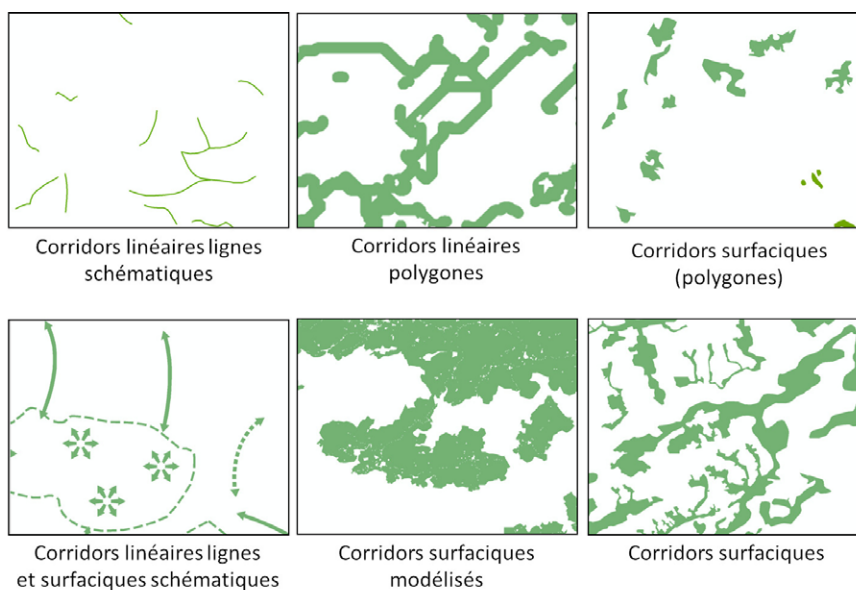 Corridors linéaires lignes
schématiques
Corridors linéaires
polygones
Corridors surfaciques
(polygones)
Corridors linéaires lignes
et surfaciques schématiques
Corridors surfaciques
modélisés
Corridors surfaciques